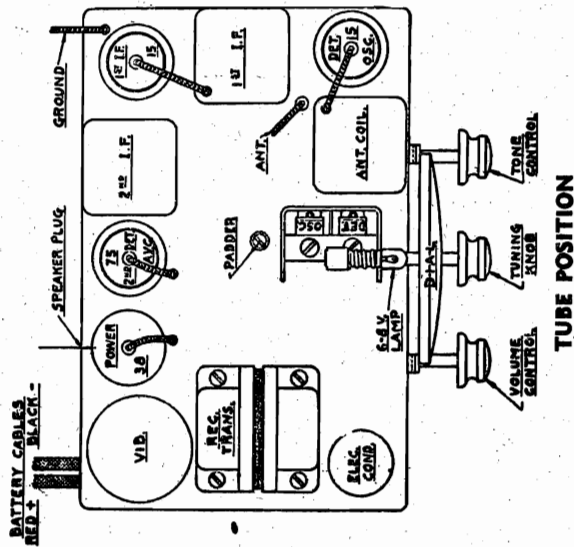 BATTERY CABLES
RED + BLACK -
SPEAKER PLUG
GROUND
VIB.
POWER
38
75
2ND DET.
AVC
2ND I.F.
1ST I.F.
15
1ST I.F.
REC.
TRANS.
PADDER
ANT.
DET.
15
OSC.
ANT. COIL.
OSC
DET
ELEC.
COND.
6-8 V.
LAMP
DIAL
VOLUME
CONTROL
TUNING
KNOB
TONE
CONTROL
TUBE POSITION